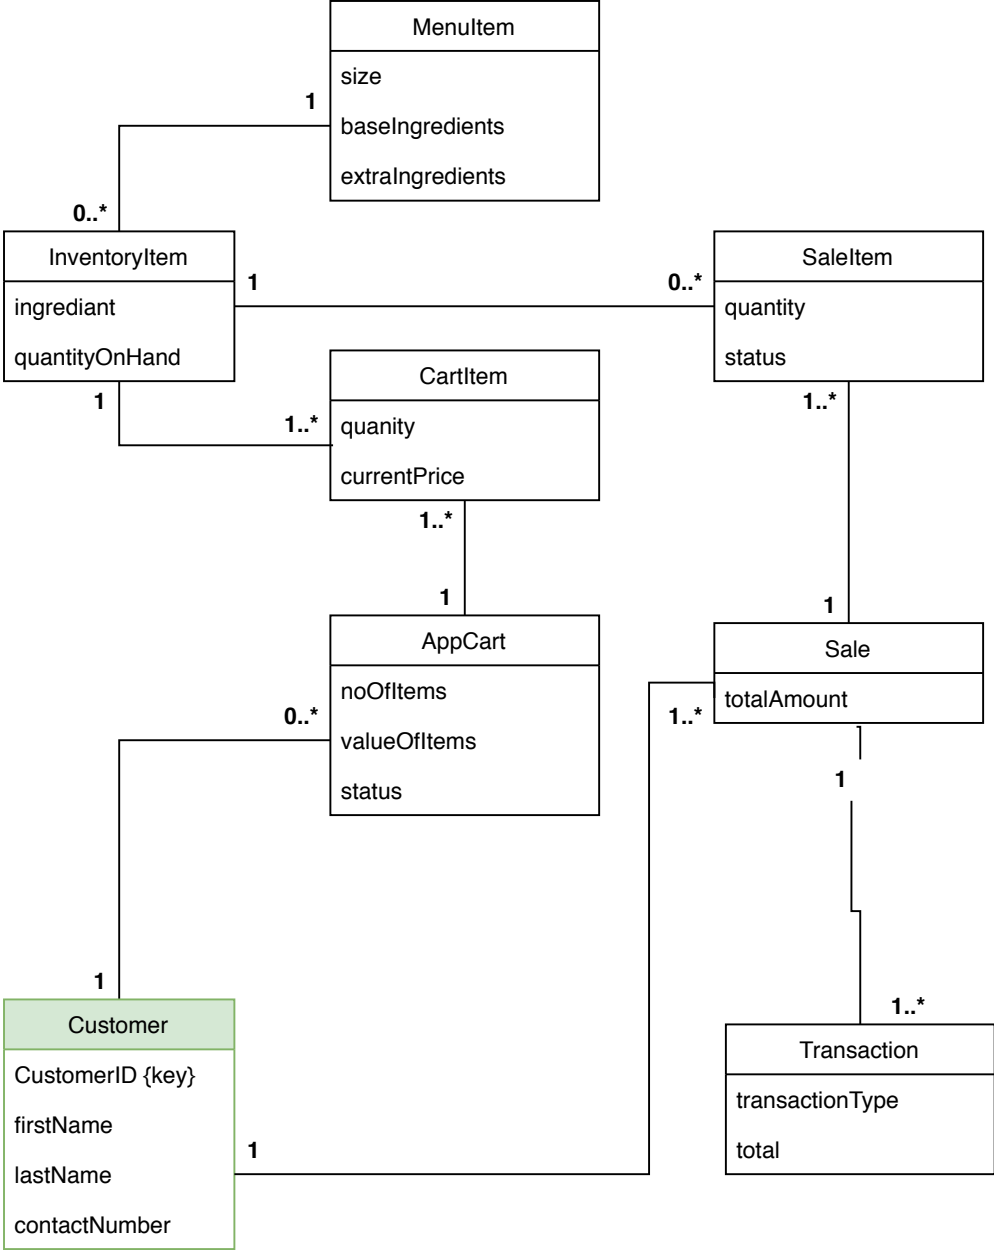 MenuItem
size
baseIngredients
extraIngredients
1
0..*
InventoryItem
ingrediant
quantityOnHand
1
0..*
SaleItem
quantity
status
1
1..*
CartItem
quanity
currentPrice
1..*
1..*
1
1
AppCart
noOfItems
valueOfItems
status
0..*
Sale
totalAmount
1..*
1
1
1..*
Customer
CustomerID {key}
firstName
lastName
contactNumber
1
Transaction
transactionType
total